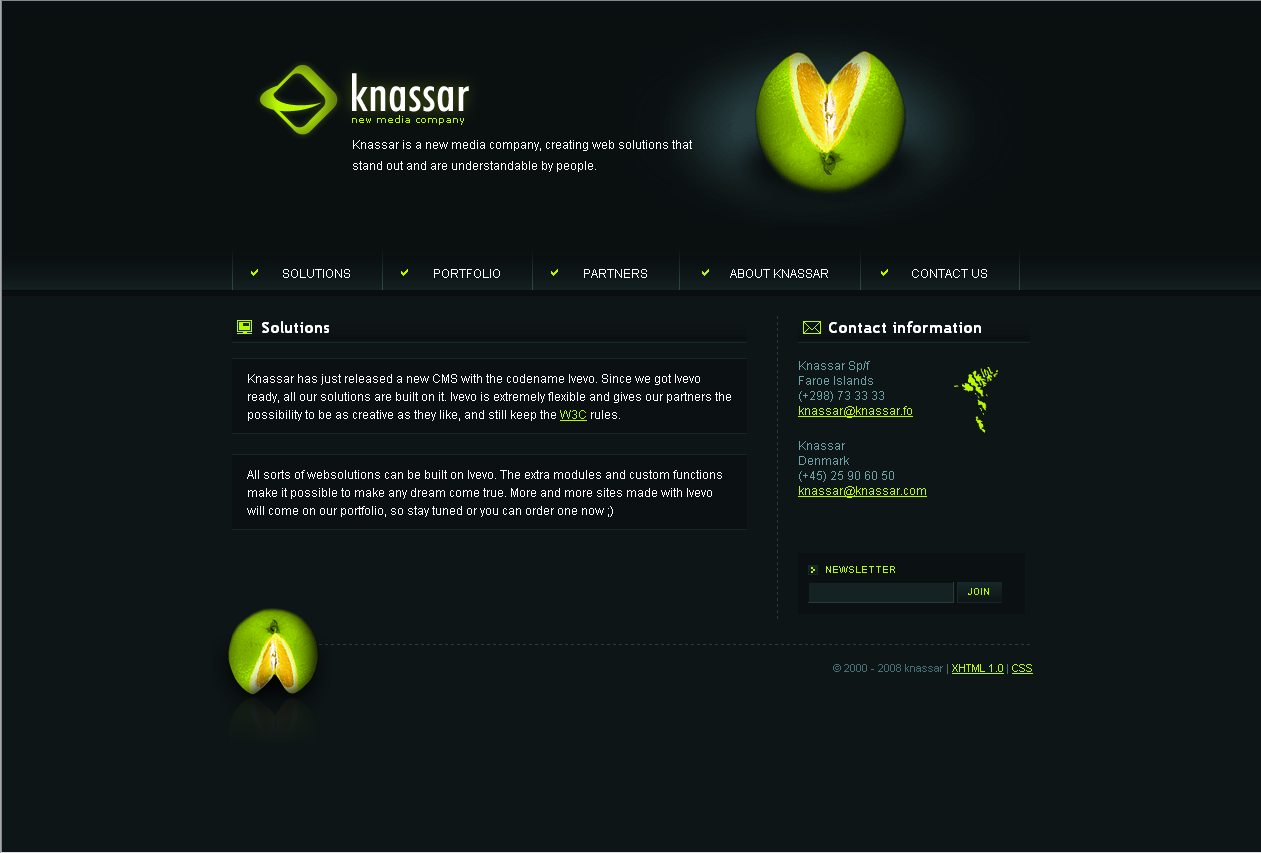 knassar
new media company
Knassar is a new media company, creating web solutions that
stand out and are understandable by people.
SOLUTIONS
PORTFOLIO
PARTNERS
ABOUT KNASSAR
CONTACT US
Solutions
Knassar has just released a new CMS with the codename Ivevo. Since we got Ivevo
ready, all our solutions are built on it. Ivevo is extremely flexible and gives our partners the
possibility to be as creative as they like, and still keep the W3C rules.
All sorts of websolutions can be built on Ivevo. The extra modules and custom functions
make it possible to make any dream come true. More and more sites made with Ivevo
will come on our portfolio, so stay tuned or you can order one now ;)
Contact information
Knassar Sp/f
Faroe Islands
(+298) 73 33 33
knassar@knassar.fo
Knassar
Denmark
(+45) 25 90 60 50
knassar@knassar.com
NEWSLETTER
JOIN
© 2000 - 2008 knassar | XHTML 1.0 | CSS